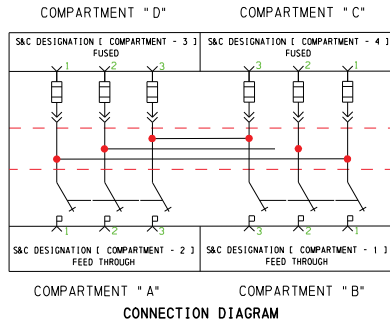 COMPARTMENT "D" COMPARTMENT "C"
S&C DESIGNATION [ COMPARTMENT - 3 ] S&C DESIGNATION [ COMPARTMENT - 4 ]
FUSED FUSED
1 2 3 3 2 1
1 2 3 3 2 1
S&C DESIGNATION [ COMPARTMENT - 2 ] S&C DESIGNATION [ COMPARTMENT - 1 ]
FEED THROUGH FEED THROUGH
COMPARTMENT "A" COMPARTMENT "B"
CONNECTION DIAGRAM